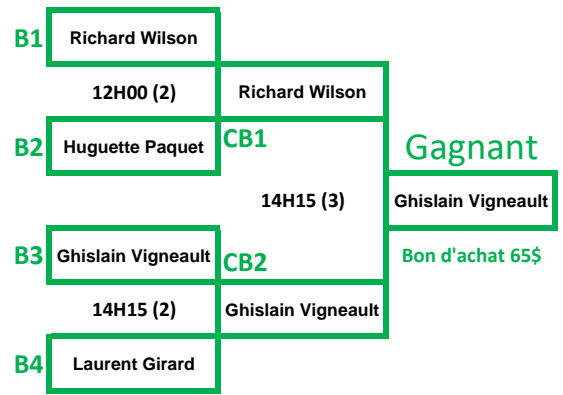 B1
Richard Wilson
12H00 (2)
Richard Wilson
B2
Huguette Paquet
CB1
Gagnant
14H15 (3)
Ghislain Vigneault
B3
Ghislain Vigneault
CB2
Bon d'achat 65$
14H15 (2)
Ghislain Vigneault
B4
Laurent Girard